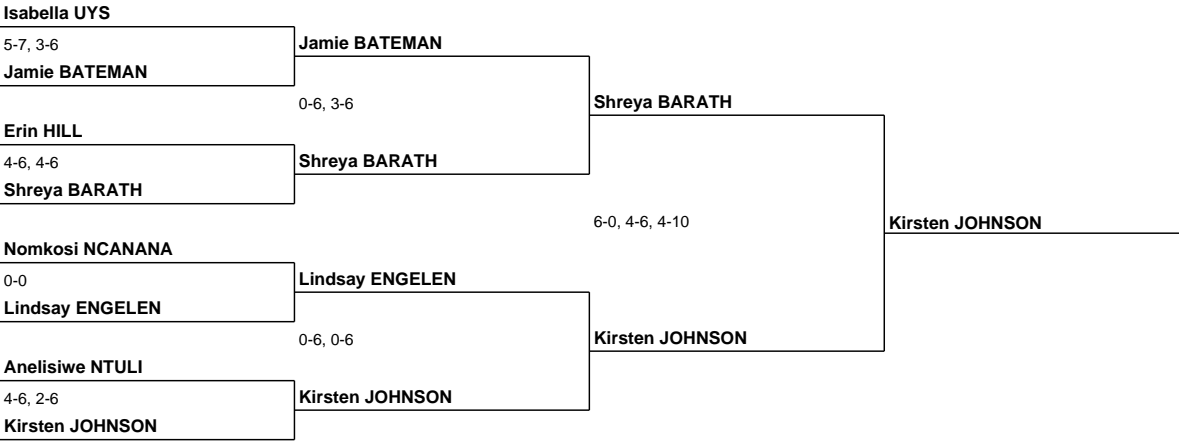 Isabella UYS
5-7, 3-6
Jamie BATEMAN
Jamie BATEMAN
0-6, 3-6
Erin HILL
4-6, 4-6
Shreya BARATH
Shreya BARATH
Shreya BARATH
6-0, 4-6, 4-10
Kirsten JOHNSON
Nomkosi NCANANA
0-0
Lindsay ENGELEN
Lindsay ENGELEN
0-6, 0-6
Kirsten JOHNSON
Anelisiwe NTULI
4-6, 2-6
Kirsten JOHNSON
Kirsten JOHNSON